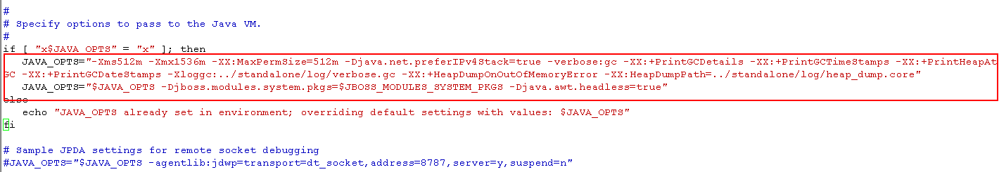 #
# Specify options to pass to the Java VM.
#
if [ "x$JAVA_OPTS" = "x" ]; then
   JAVA_OPTS="-Xms512m -Xmx1536m -XX:MaxPermSize=512m -Djava.net.preferIPv4Stack=true -verbose:gc -XX:+PrintGCDetails -XX:+PrintGCTimeStamps -XX:+PrintHeapAt
GC -XX:+PrintGCDateStamps -Xloggc:../standalone/log/verbose.gc -XX:+HeapDumpOnOutOfMemoryError -XX:HeapDumpPath=../standalone/log/heap_dump.core"
   JAVA_OPTS="$JAVA_OPTS -Djboss.modules.system.pkgs=$JBOSS_MODULES_SYSTEM_PKGS -Djava.awt.headless=true"
else
   echo "JAVA_OPTS already set in environment; overriding default settings with values: $JAVA_OPTS"
fi
# Sample JPDA settings for remote socket debugging
#JAVA_OPTS="$JAVA_OPTS -agentlib:jdwp=transport=dt_socket,address=8787,server=y,suspend=n"